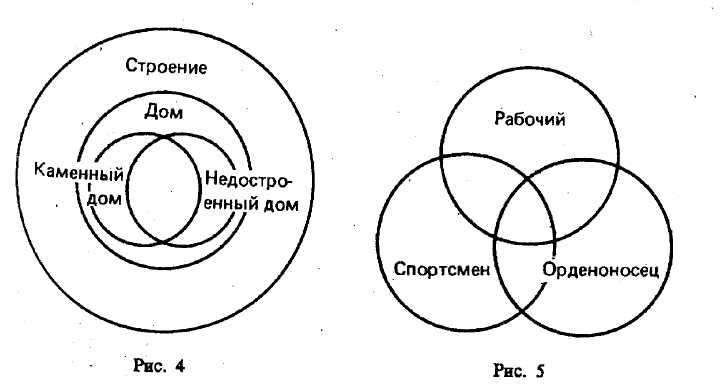 Строение
Дом
Каменный
дом
Недостро-
енный дом
Рис. 4
Рабочий
Спортсмен
Орденоносец
Рис. 5